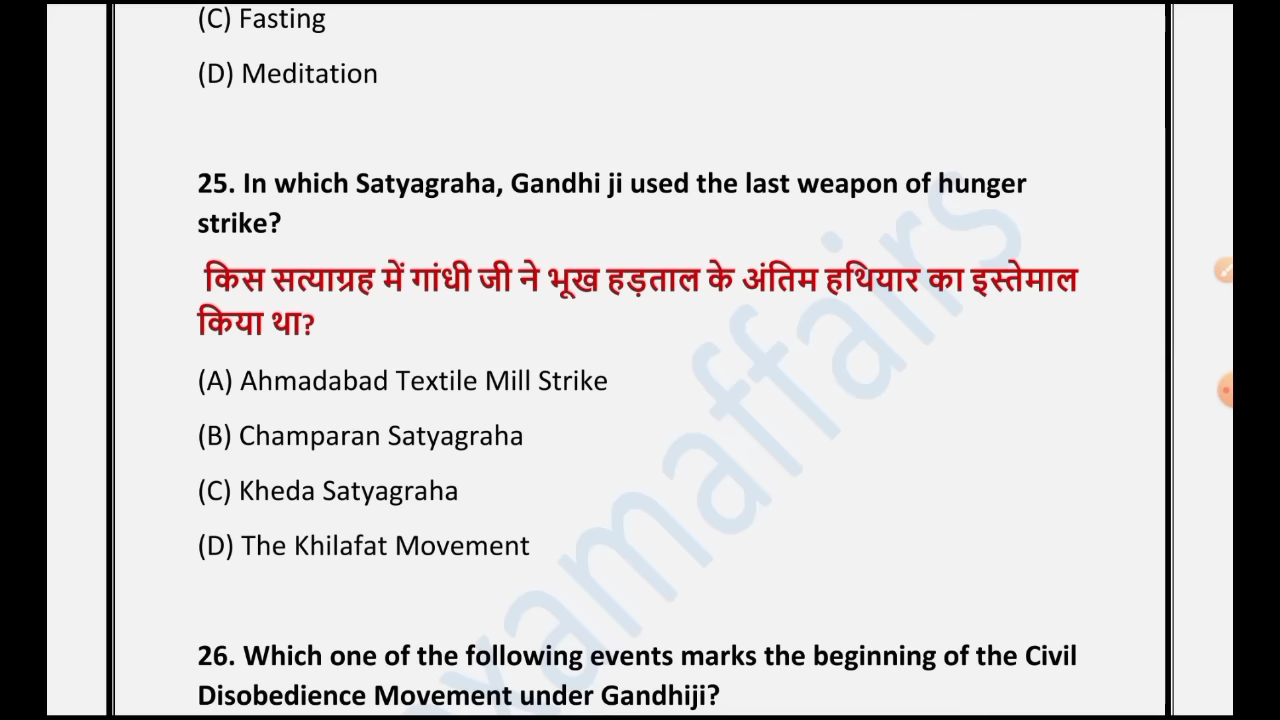 (C) Fasting
(D) Meditation
25. In which Satyagraha, Gandhi ji used the last weapon of hunger
strike?
किस सत्याग्रह में गांधी जी ने भूख हड़ताल के अंतिम हथियार का इस्तेमाल
किया था?
(A) Ahmadabad Textile Mill Strike
(B) Champaran Satyagraha
(C) Kheda Satyagraha
(D) The Khilafat Movement
26. Which one of the following events marks the beginning of the Civil
Disobedience Movement under Gandhiji?
examaffairs